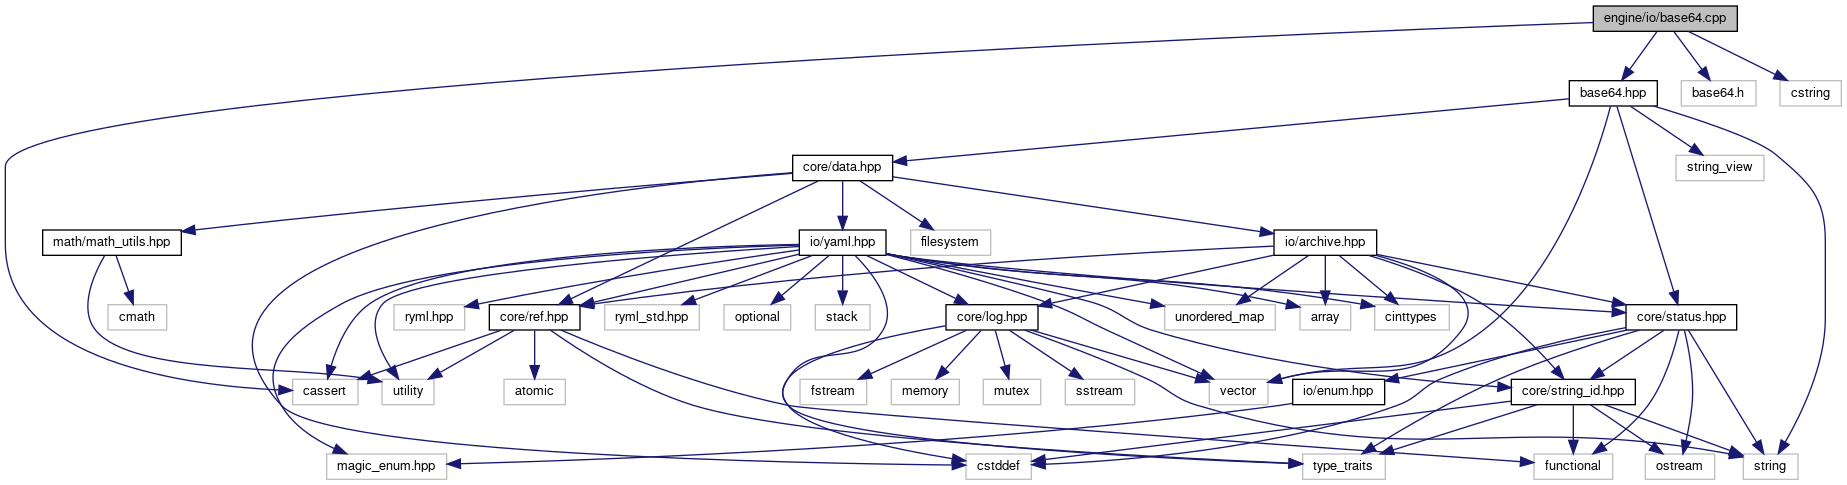 engine/io/base64.cpp
base64.hpp
base64.h
cstring
core/data.hpp
string_view
math/math_utils.hpp
io/yaml.hpp
filesystem
io/archive.hpp
cmath
ryml.hpp
core/ref.hpp
ryml_std.hpp
optional
stack
core/log.hpp
unordered_map
array
cinttypes
core/status.hpp
cassert
utility
atomic
fstream
memory
mutex
sstream
vector
io/enum.hpp
core/string_id.hpp
magic_enum.hpp
cstddef
type_traits
functional
ostream
string